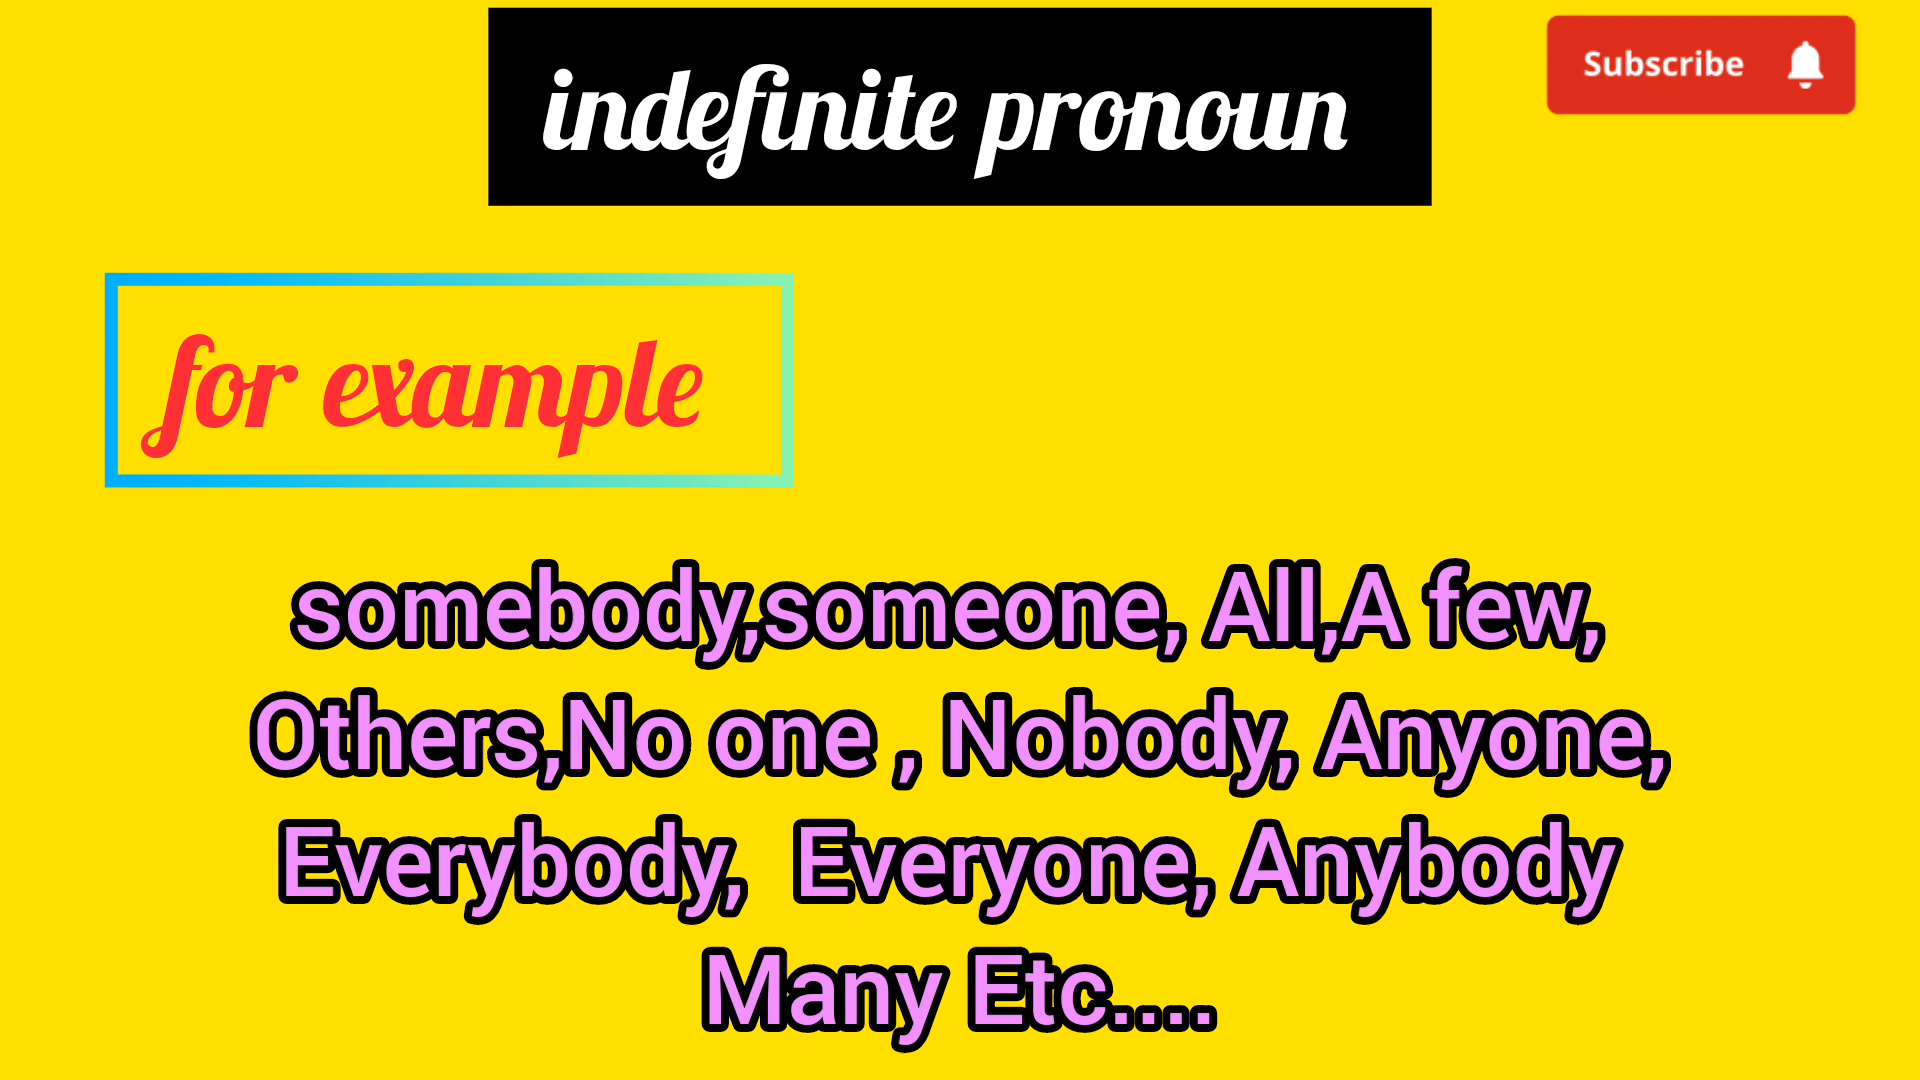 indefinite pronoun
Subscribe
for example
somebody,someone, All,A few,
Others,No one , Nobody, Anyone,
Everybody,  Everyone, Anybody
Many Etc....